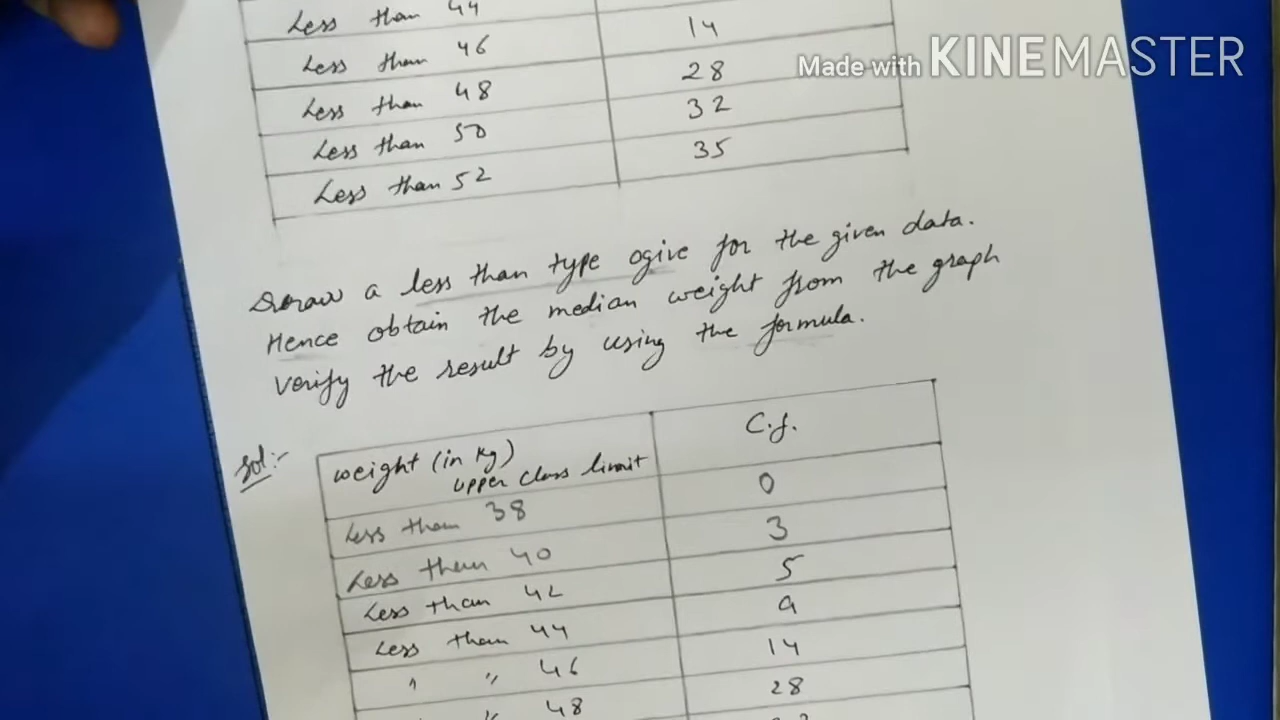 Less than 44
Less than 46 14
Less than 48 28
Less than 50 32
Less than 52 35
Made with KINEMASTER
Draw a less than type ogive for the given data.
Hence obtain the median weight from the graph
Verify the result by using the formula.
Sol:-
weight (in Kg) C.f.
upper class limit
Less than 38 0
Less than 40 3
Less than 42 5
Less than 44 9
" " 46 14
" 48 28